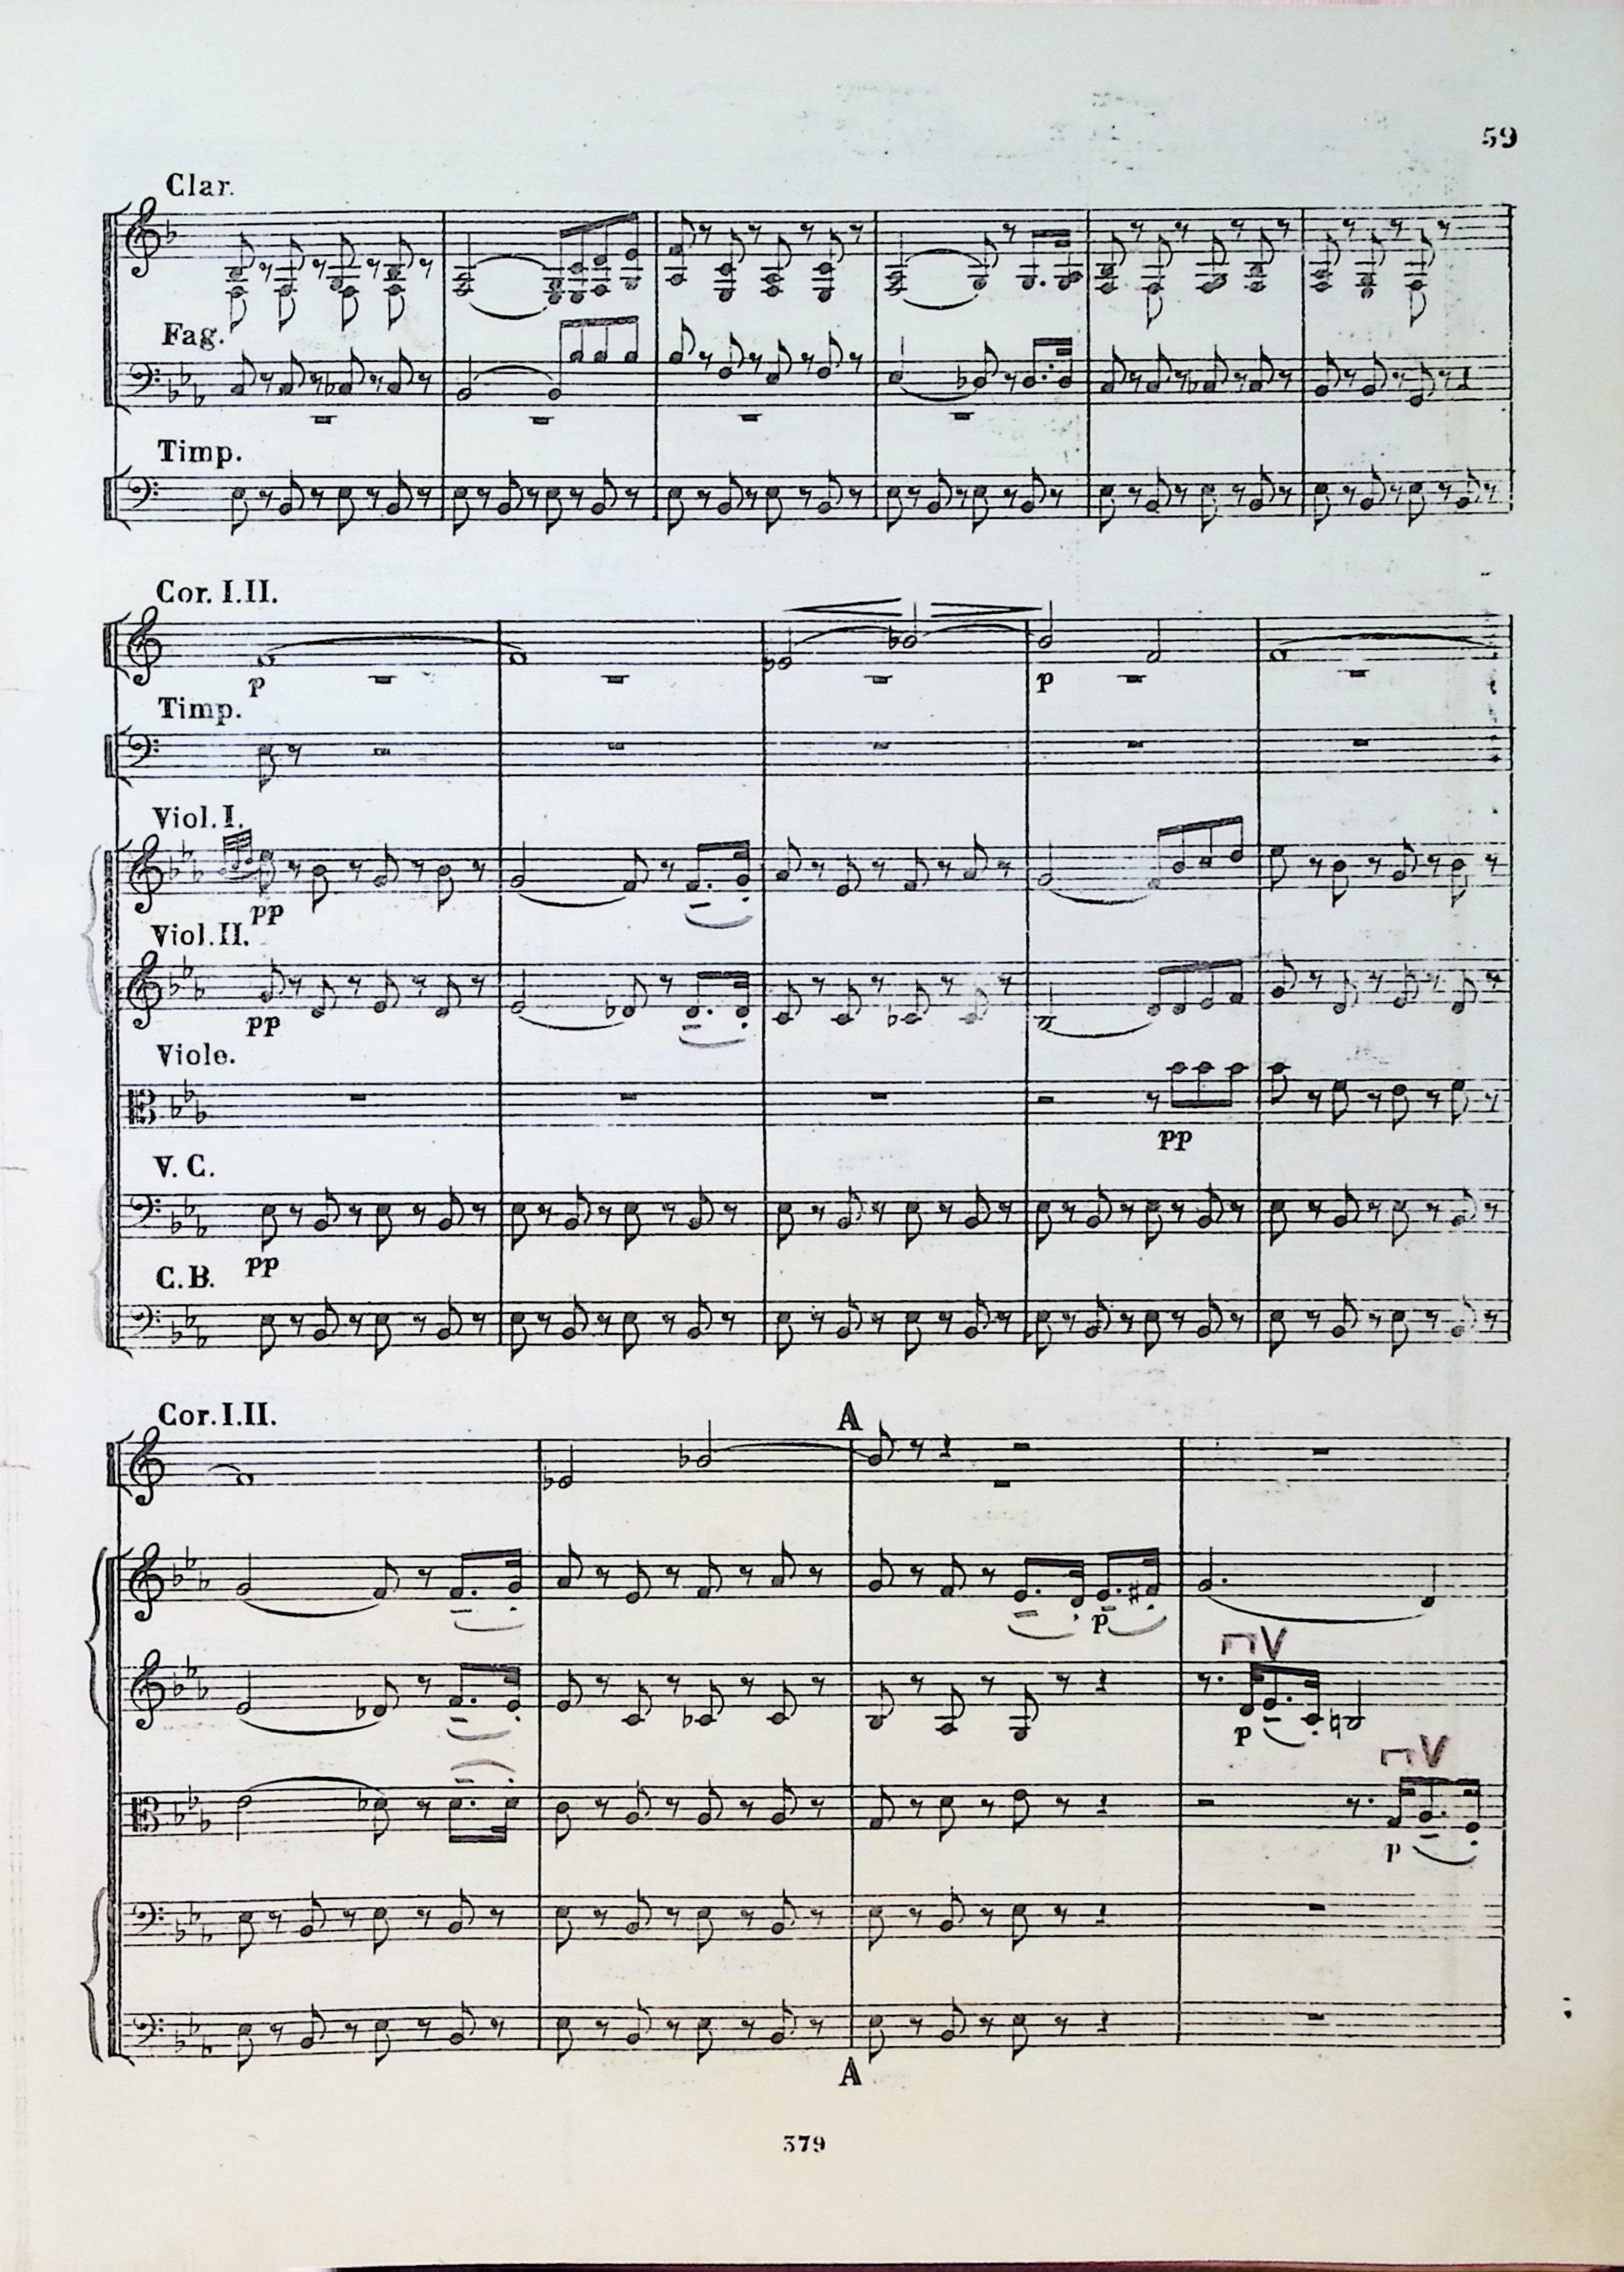 59
Clar.
Fag.
Timp.
Cor. I.II.
p
p
Timp.
Viol. I.
pp
Viol. II.
pp
Viole.
pp
V. C.
pp
C. B.
Cor. I.II.
A
p
p
p
A
379